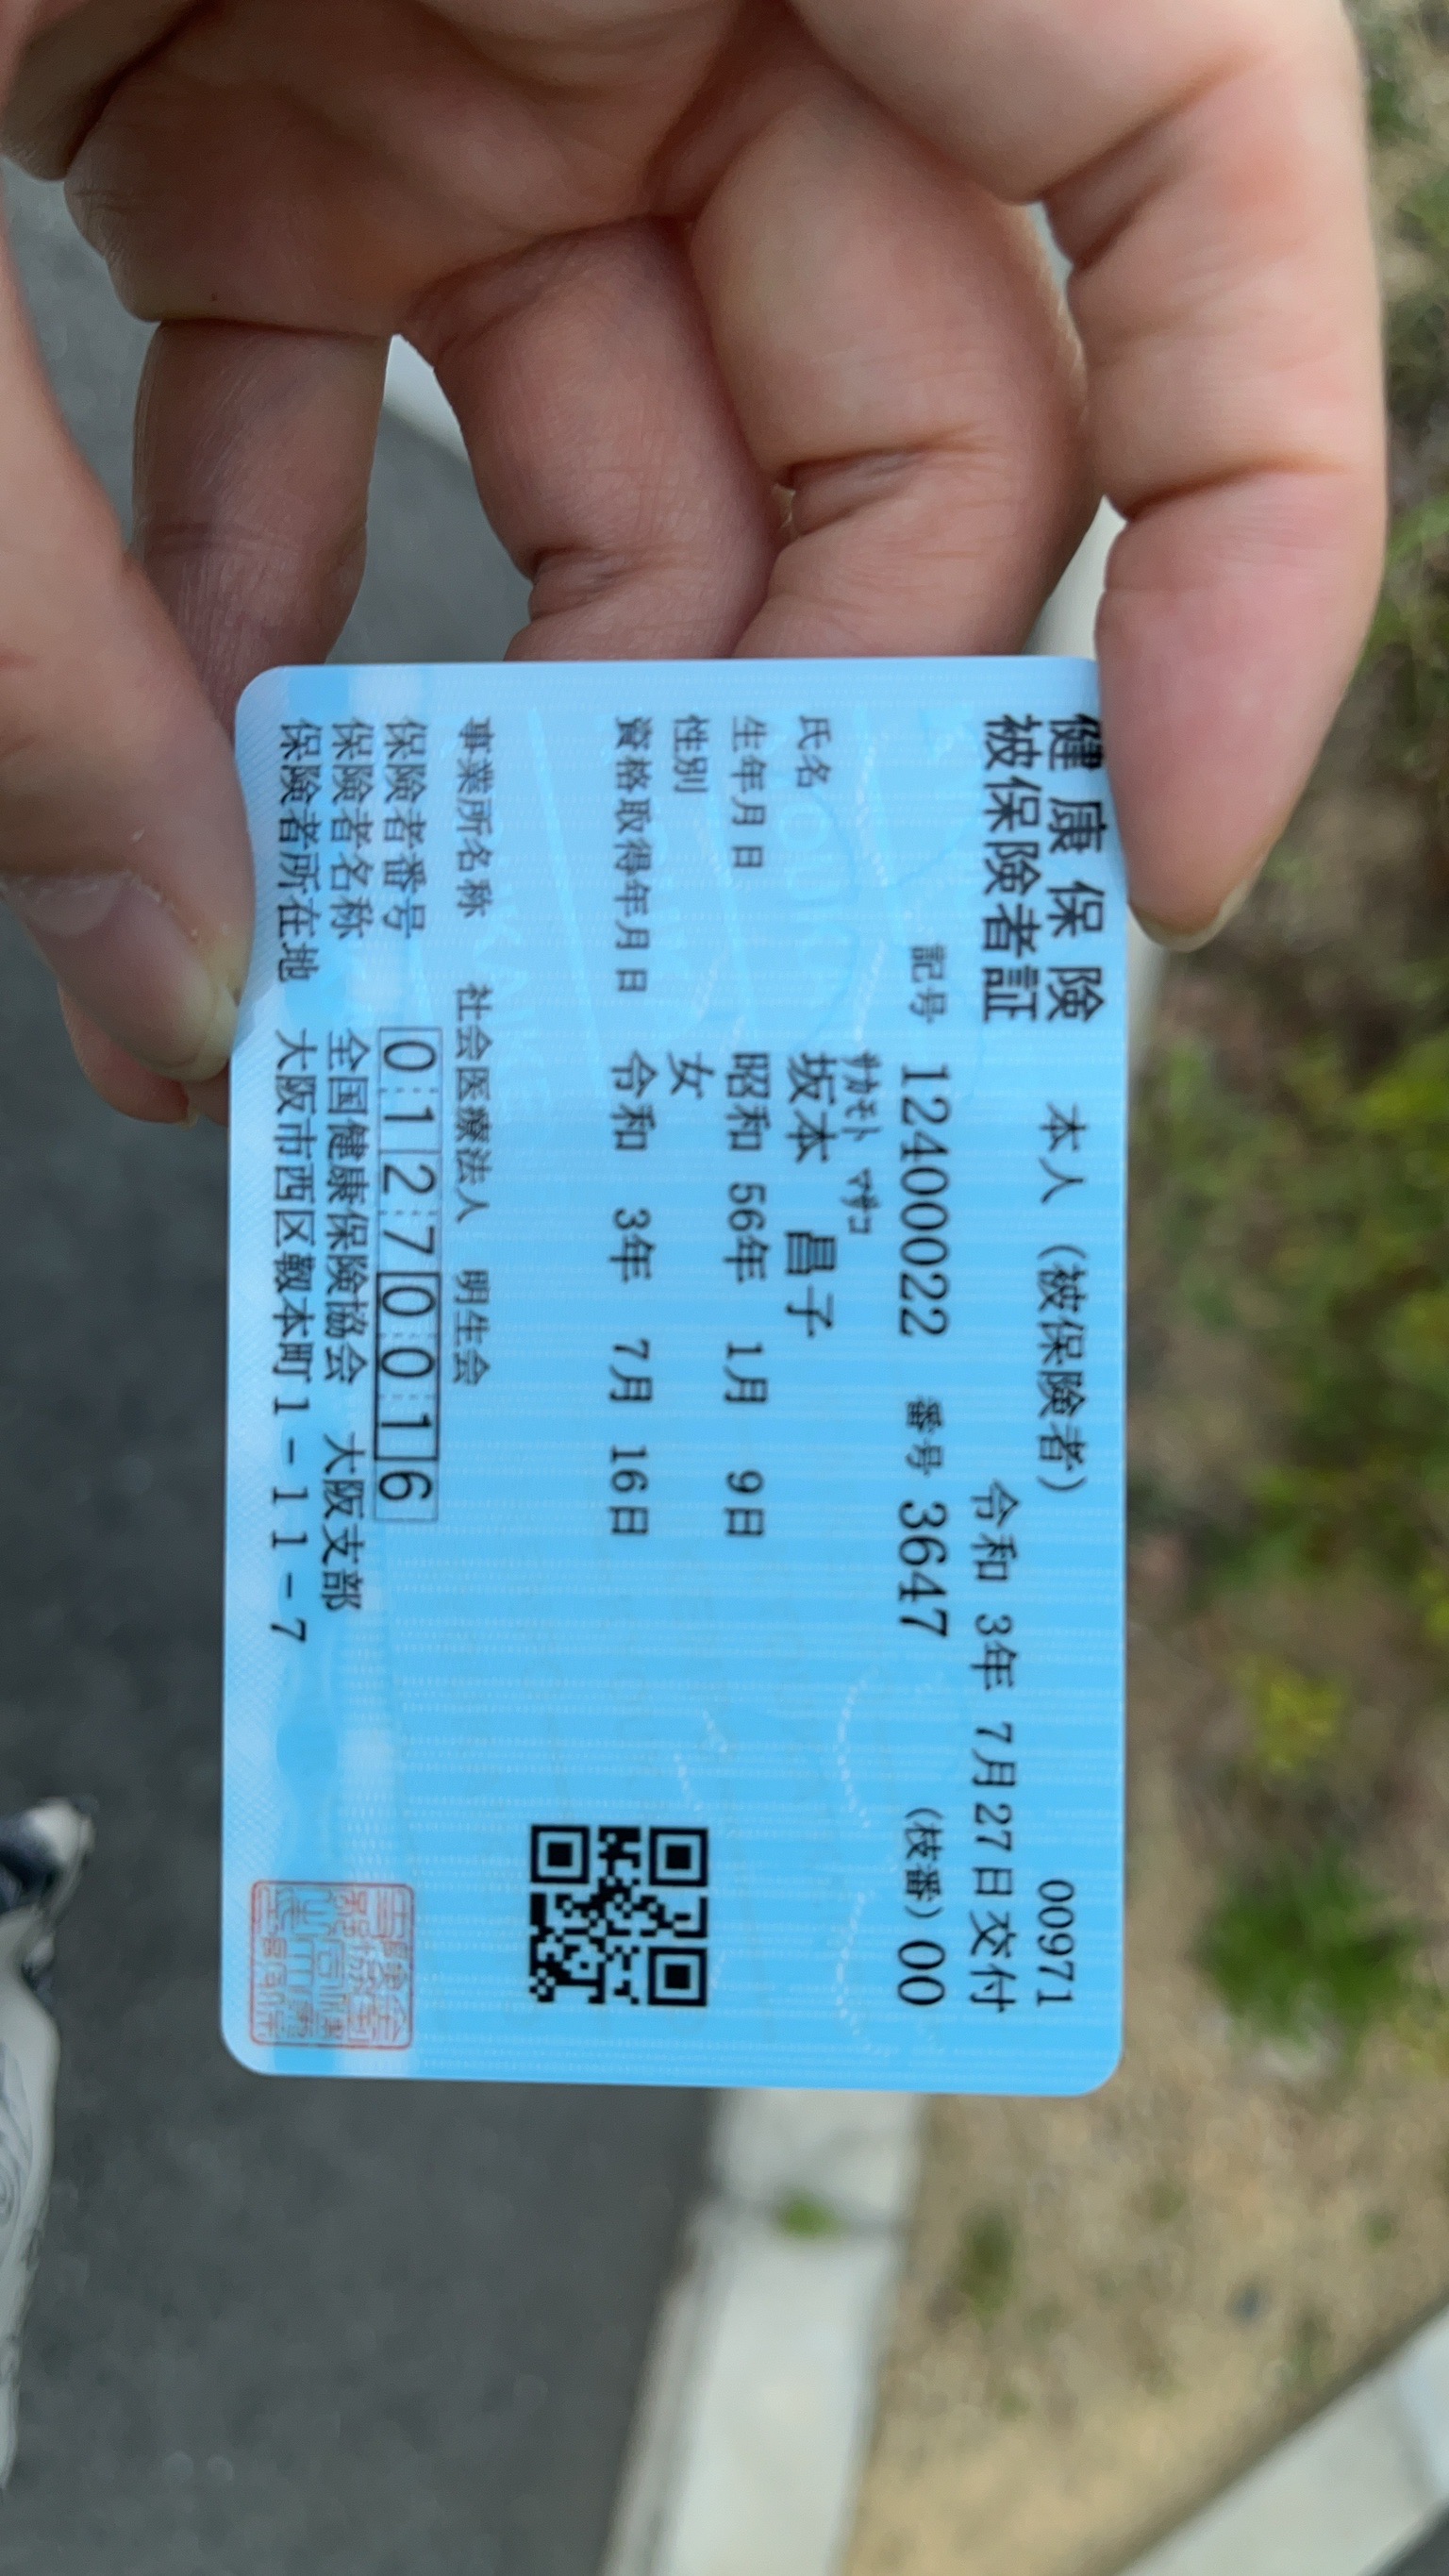 健康保険
被保険者証
本人（被保険者）
00971
令和 3年 7月27日交付
記号 12400022 番号 3647 (枝番) 00
ｻｶﾓﾄ ﾏｻｺ
氏名 坂本 昌子
生年月日 昭和 56年 1月 9日
性別 女
資格取得年月日 令和 3年 7月 16日
事業所名称 社会医療法人 明生会
保険者番号 01270016
保険者名称 全国健康保険協会 大阪支部
保険者所在地 大阪市西区靱本町1-11-7